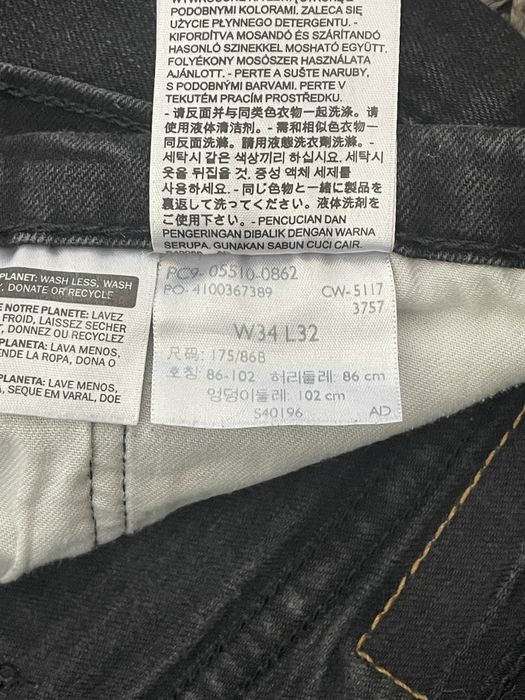 PODOBNYMI KOLORAMI. ZALECA SIĘ
UŻYCIE PŁYNNEGO DETERGENTU. -
KIFORDÍTVA MOSANDÓ ÉS SZÁRÍTANDÓ
HASONLÓ SZINEKKEL MOSHATÓ EGYÜTT.
FOLYÉKONY MOSÓSZER HASZNÁLATA
AJÁNLOTT. - PERTE A SUŠTE NARUBY,
S PODOBNÝMI BARVAMI. PERTE V
TEKUTÉM PRACÍM PROSTŘEDKU.
- 请反面并与同类色衣物一起洗涤。请
使用液体清洁剂。- 需和相似色衣物一
同反面洗滌。請用液態洗衣劑洗滌。-
세탁시 같은 색상끼리 하십시요. 세탁시
옷을 뒤집을 것. 중성 액체 세제를
사용하세요. - 同じ色物と一緒に製品を
裏返して洗ってください。液体洗剤をご
使用ください。- PENCUCIAN DAN
PENGERINGAN DIBALIK DENGAN WARNA
SERUPA. GUNAKAN SABUN CUCI CAIR.
PLANET: WASH LESS, WASH
, DONATE OR RECYCLE
E NOTRE PLANETE: LAVEZ
FROID, LAISSEZ SECHER
, DONNEZ OU RECYCLEZ
PLANETA: LAVA MENOS,
ENDE LA ROPA, DONA O
PLANETA: LAVE MENOS,
, SEQUE EM VARAL, DOE
PC9- 05510-0862
PO- 4100367389 CW- 5117
3757
W34 L32
尺码: 175/86B
호칭: 86-102 허리둘레: 86 cm
엉덩이둘레: 102 cm
S40196 AD